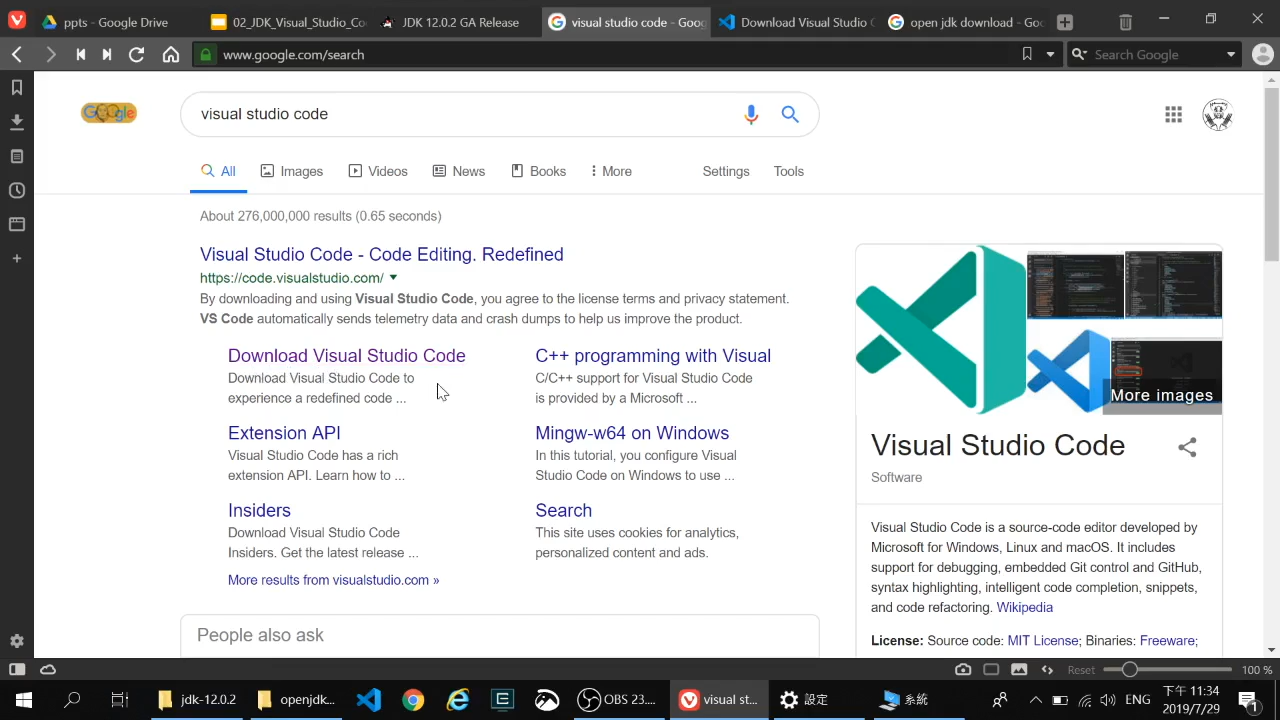 ppts - Google Drive
02_JDK_Visual_Studio_Co
JDK 12.0.2 GA Release
visual studio code - Goog
Download Visual Studio C
open jdk download - Goo
www.google.com/search
Search Google
Google
visual studio code
All
Images
Videos
News
Books
More
Settings
Tools
About 276,000,000 results (0.65 seconds)
Visual Studio Code - Code Editing. Redefined
https://code.visualstudio.com/
By downloading and using Visual Studio Code, you agree to the license terms and privacy statement.
VS Code automatically sends telemetry data and crash dumps to help us improve the product.
Download Visual Studio Code
Download Visual Studio Code to
experience a redefined code ...
C++ programming with Visual
C/C++ support for Visual Studio Code
is provided by a Microsoft ...
Extension API
Visual Studio Code has a rich
extension API. Learn how to ...
Mingw-w64 on Windows
In this tutorial, you configure Visual
Studio Code on Windows to use ...
Insiders
Download Visual Studio Code
Insiders. Get the latest release ...
Search
This site uses cookies for analytics,
personalized content and ads.
More results from visualstudio.com »
People also ask
More images
Visual Studio Code
Software
Visual Studio Code is a source-code editor developed by
Microsoft for Windows, Linux and macOS. It includes
support for debugging, embedded Git control and GitHub,
syntax highlighting, intelligent code completion, snippets,
and code refactoring. Wikipedia
License: Source code: MIT License; Binaries: Freeware;
Reset
100 %
jdk-12.0.2
openjdk...
OBS 23....
visual st...
設定
系統
ENG
下午 11:34
2019/7/29
1